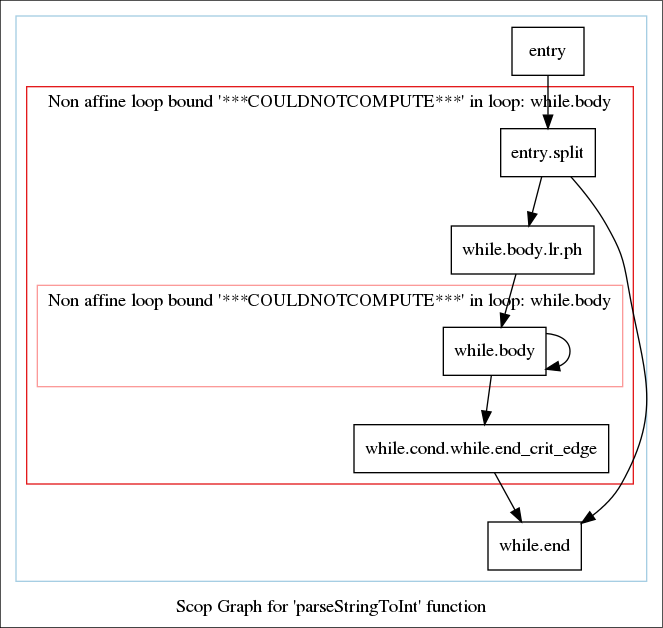 entry
Non affine loop bound '***COULDNOTCOMPUTE***' in loop: while.body
entry.split
while.body.lr.ph
Non affine loop bound '***COULDNOTCOMPUTE***' in loop: while.body
while.body
while.cond.while.end_crit_edge
while.end
Scop Graph for 'parseStringToInt' function